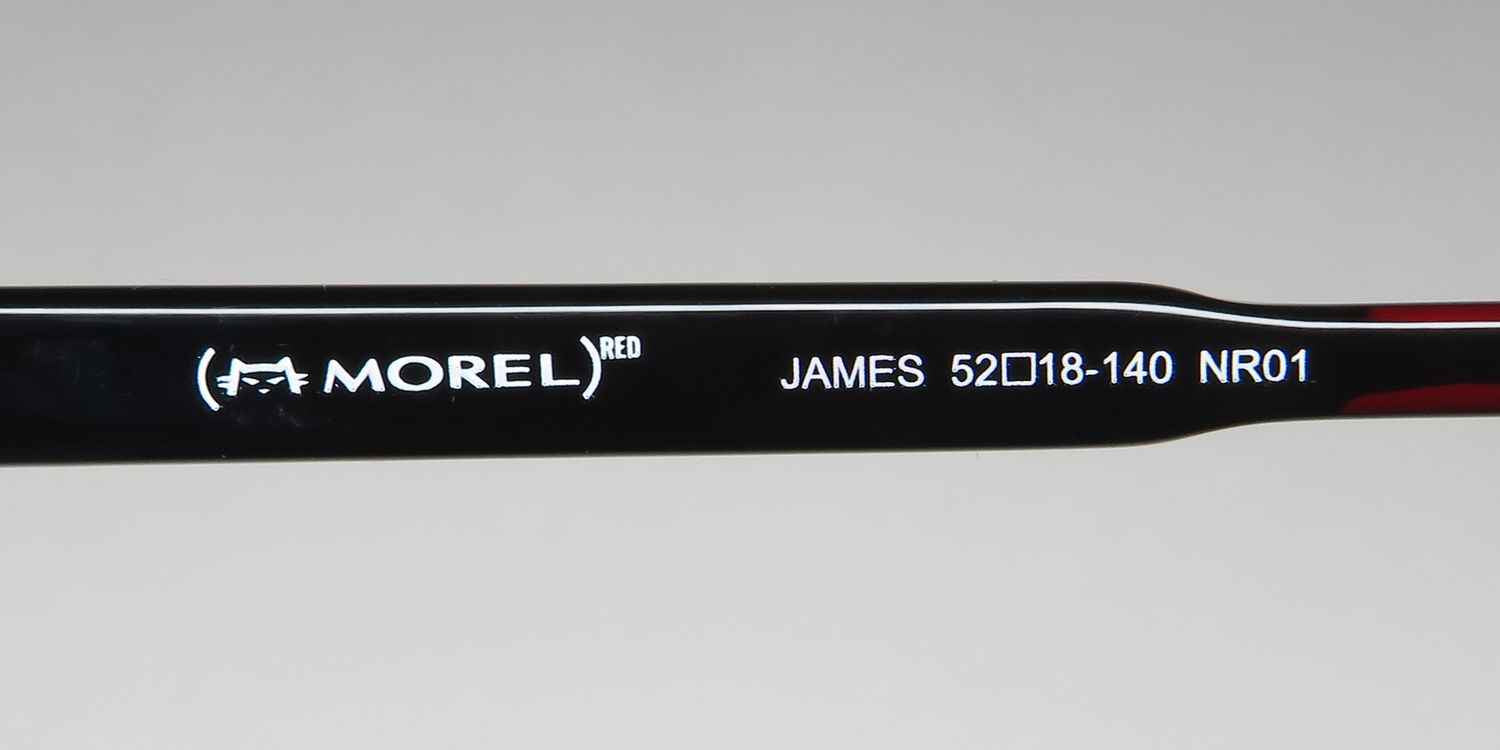 (MOREL)RED JAMES 52□18-140 NR01